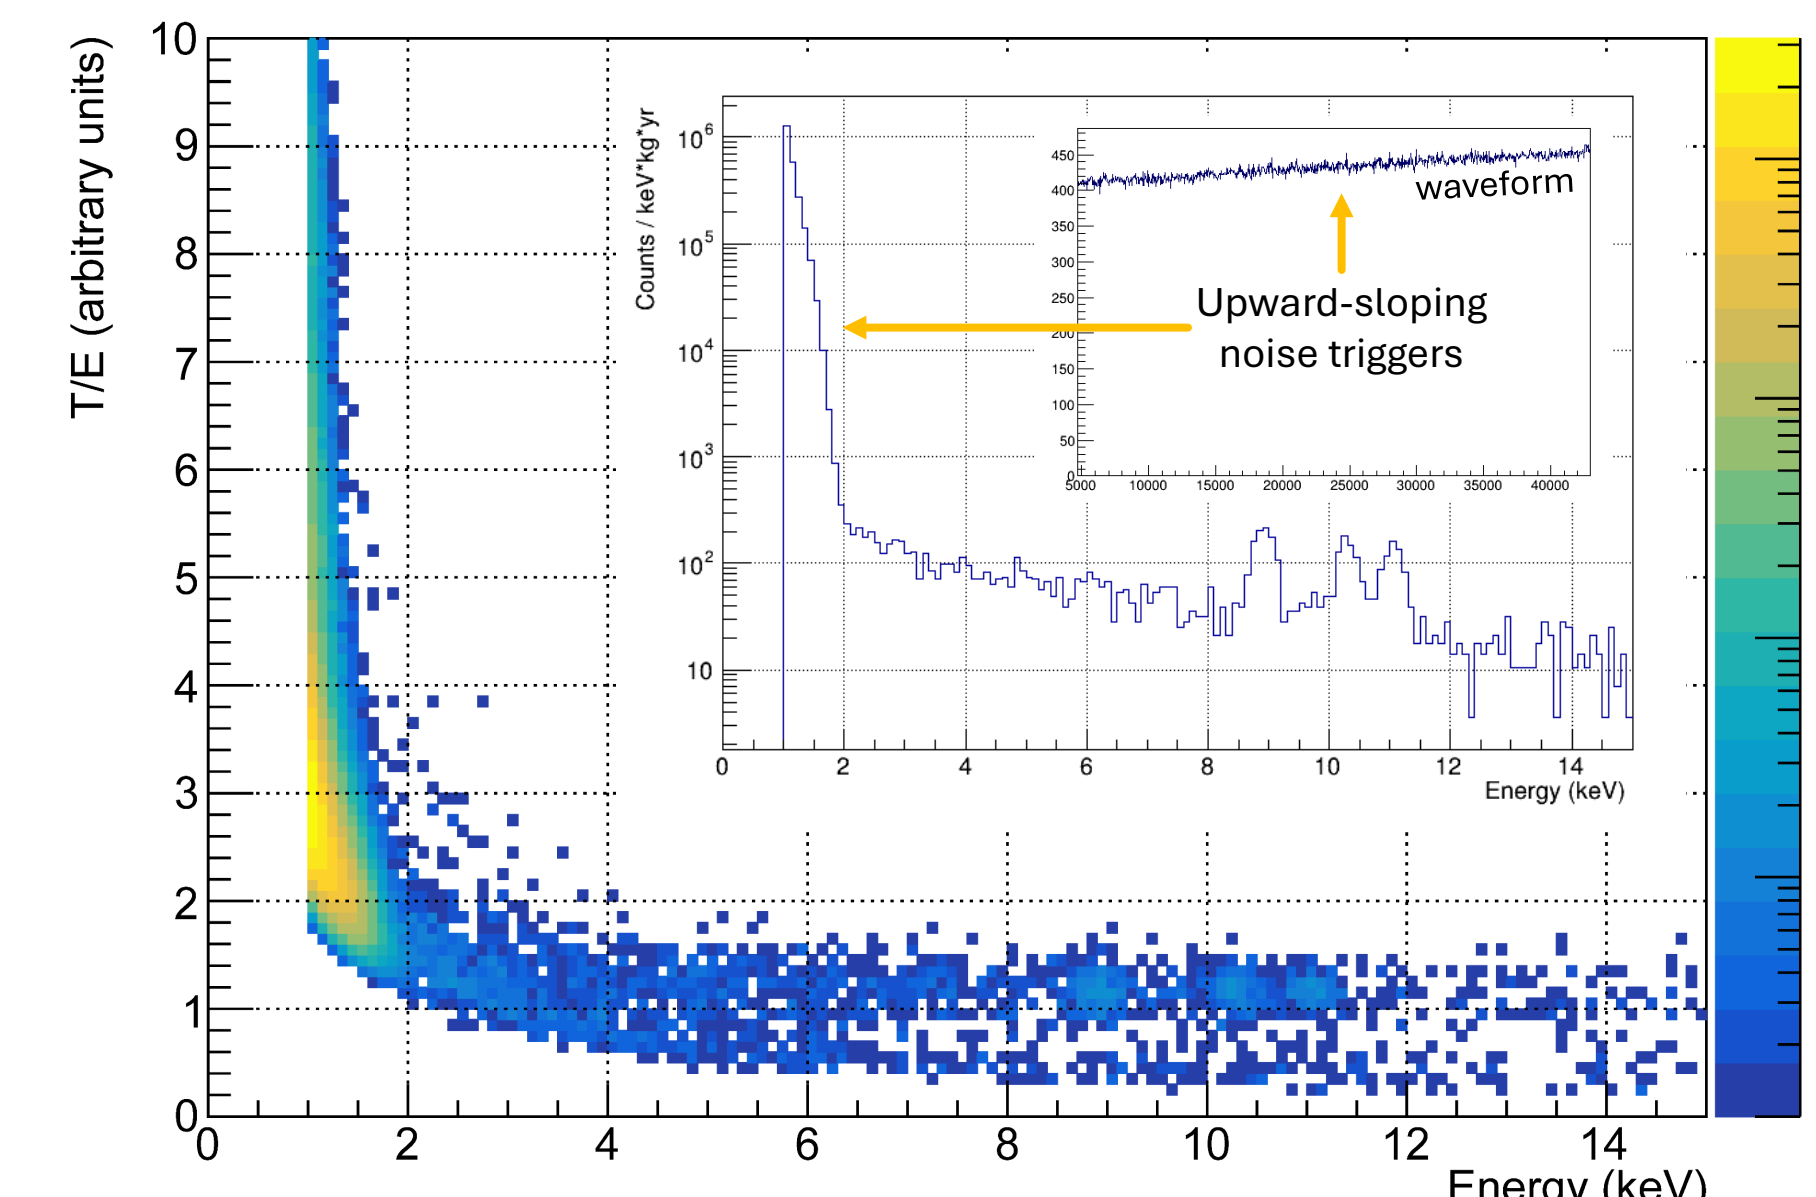 T/E (arbitrary units)
10
9
8
7
6
5
4
3
2
1
0
0 2 4 6 8 10 12 14
Energy (keV)
Counts / keV*kg*yr
10^6
10^5
10^4
10^3
10^2
10
0 2 4 6 8 10 12 14
Energy (keV)
450
400
350
300
250
200
150
100
50
0
5000 10000 15000 20000 25000 30000 35000 40000
waveform
Upward-sloping
noise triggers